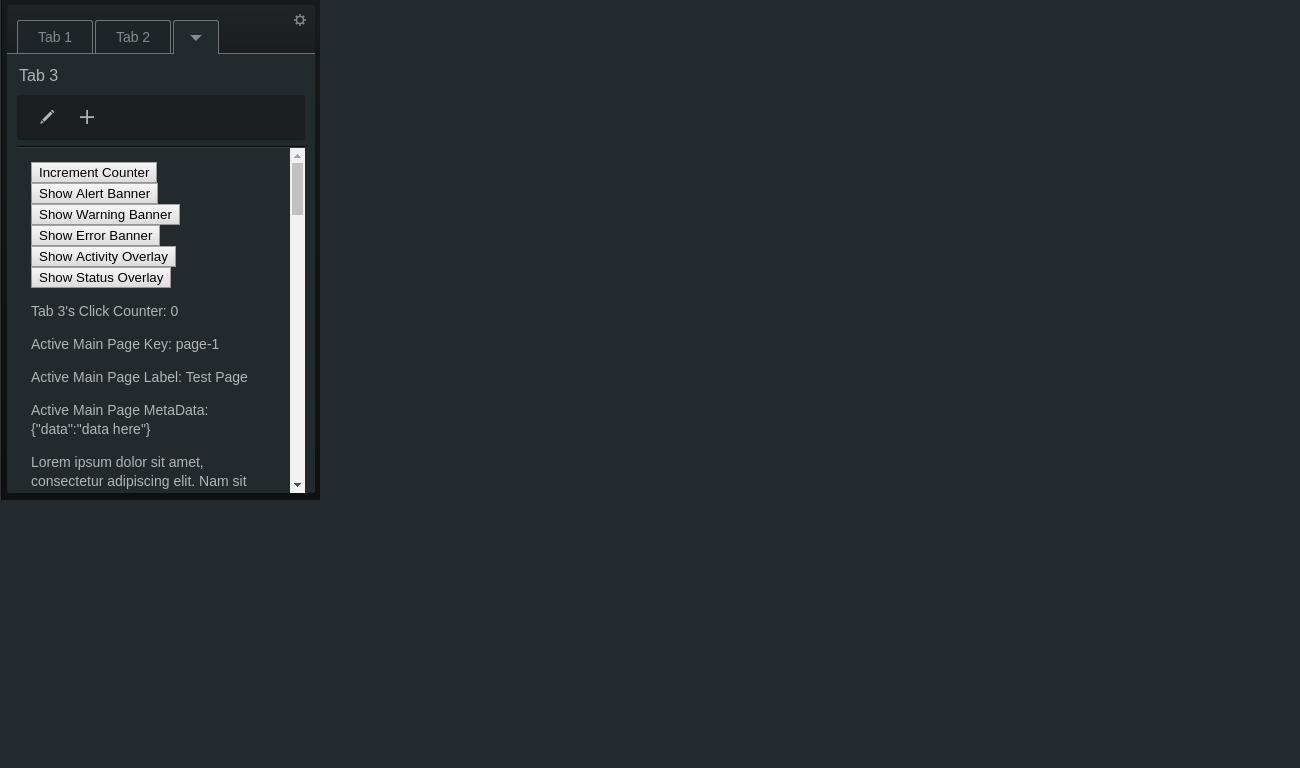 Tab 1
Tab 2
Tab 3
Increment Counter
Show Alert Banner
Show Warning Banner
Show Error Banner
Show Activity Overlay
Show Status Overlay
Tab 3's Click Counter: 0
Active Main Page Key: page-1
Active Main Page Label: Test Page
Active Main Page MetaData:
{"data":"data here"}
Lorem ipsum dolor sit amet,
consectetur adipiscing elit. Nam sit